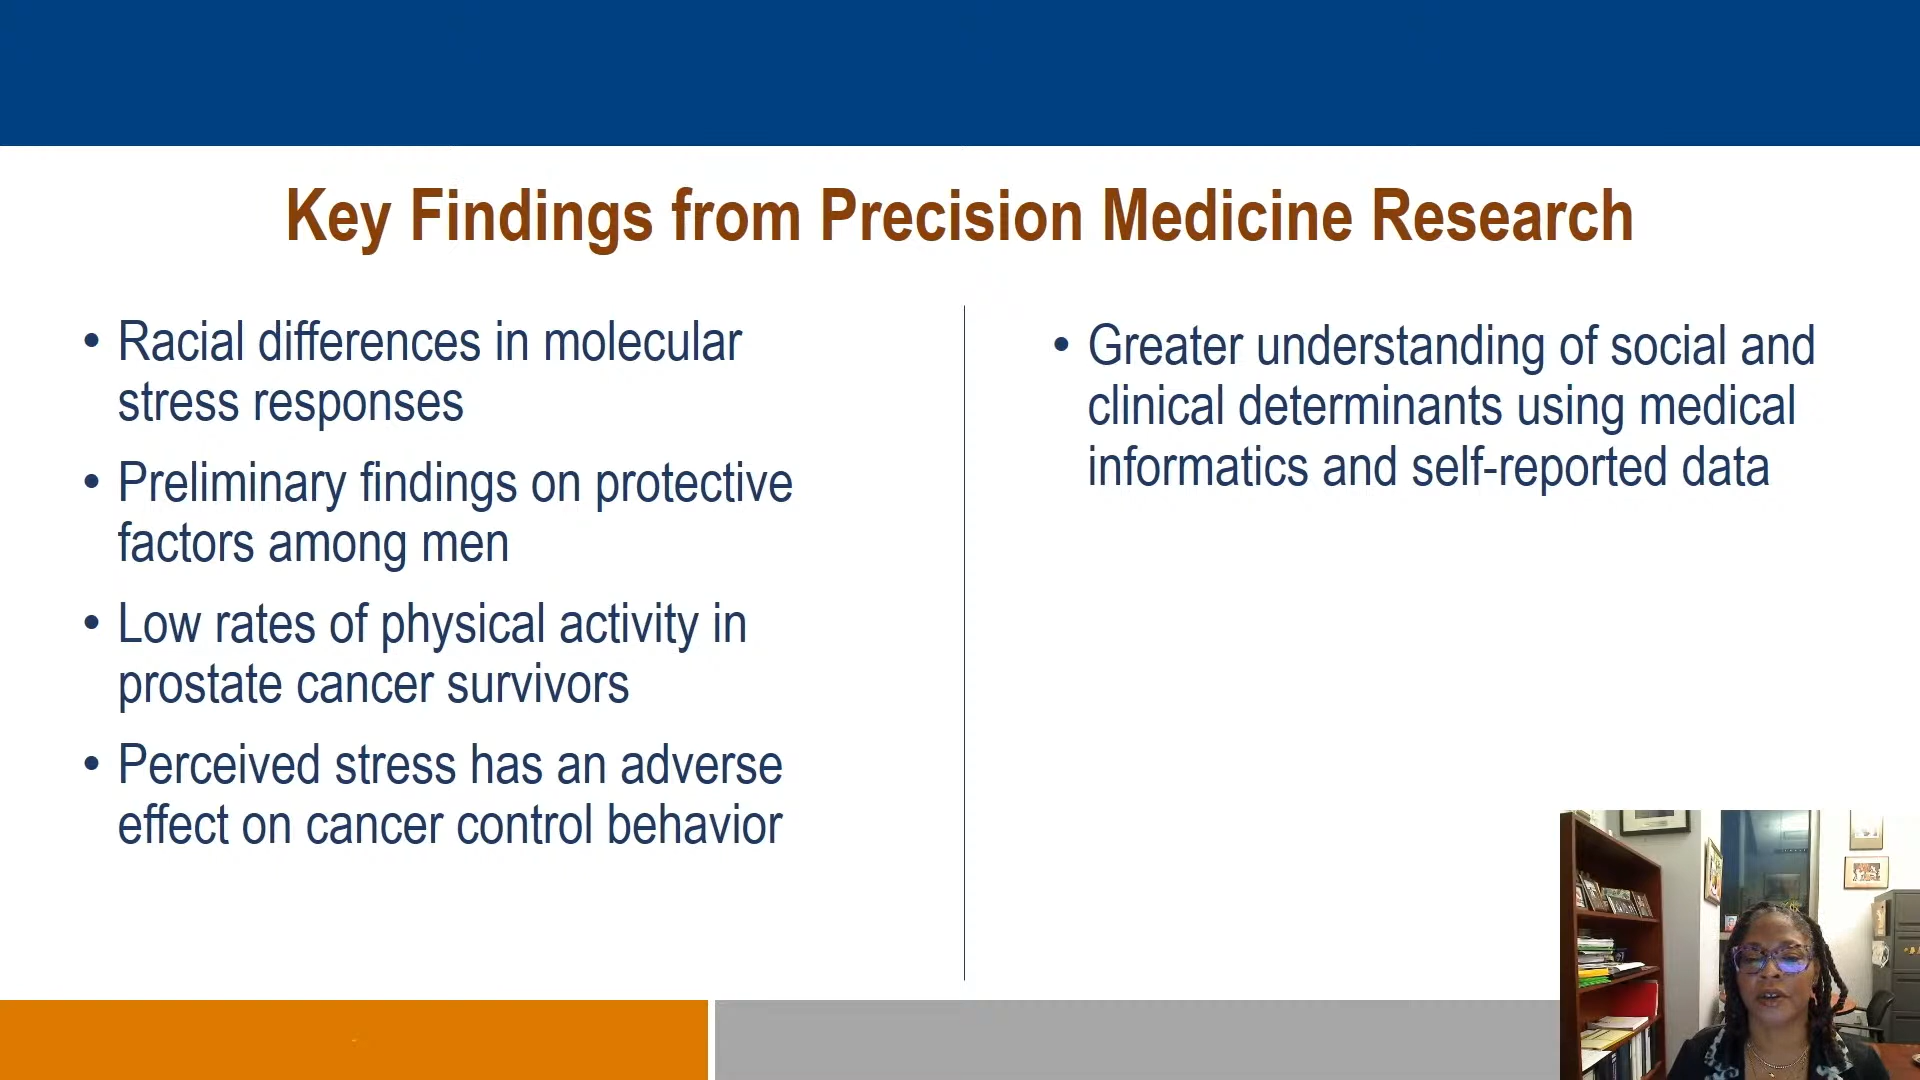 Key Findings from Precision Medicine Research
• Racial differences in molecular
stress responses
• Preliminary findings on protective
factors among men
• Low rates of physical activity in
prostate cancer survivors
• Perceived stress has an adverse
effect on cancer control behavior
• Greater understanding of social and
clinical determinants using medical
informatics and self-reported data